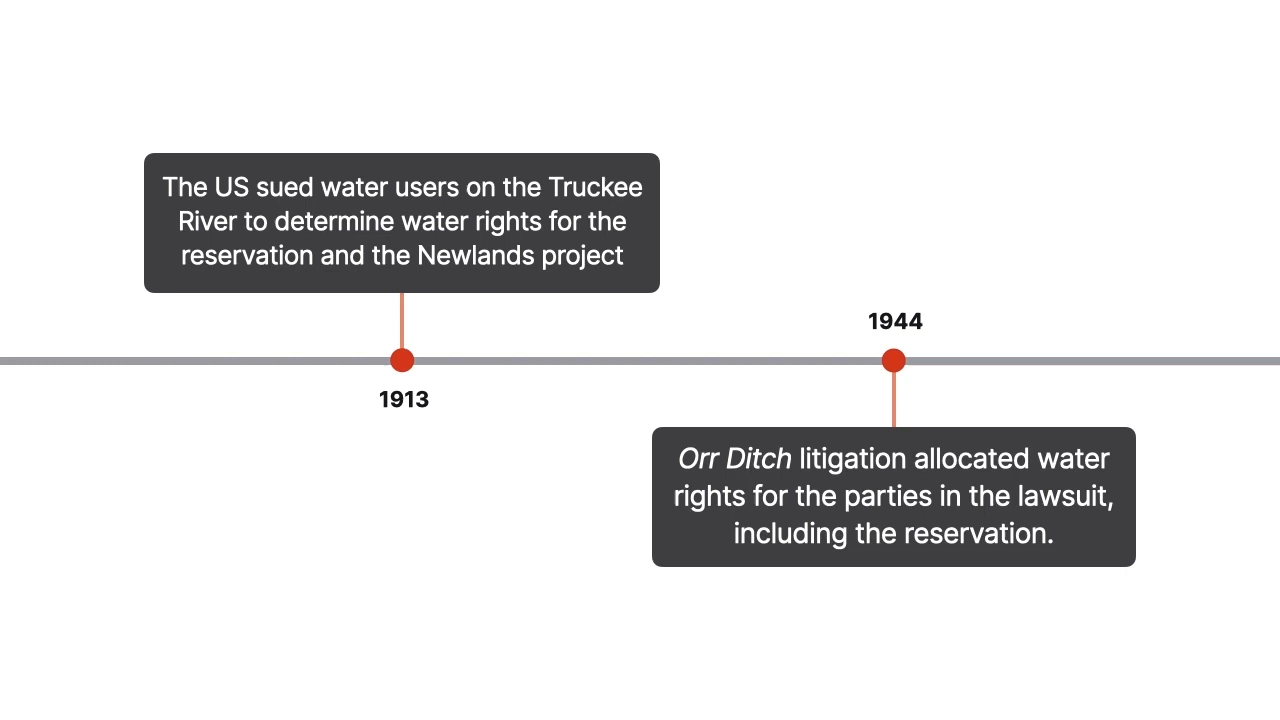 The US sued water users on the Truckee
River to determine water rights for the
reservation and the Newlands project
1913
1944
Orr Ditch litigation allocated water
rights for the parties in the lawsuit,
including the reservation.